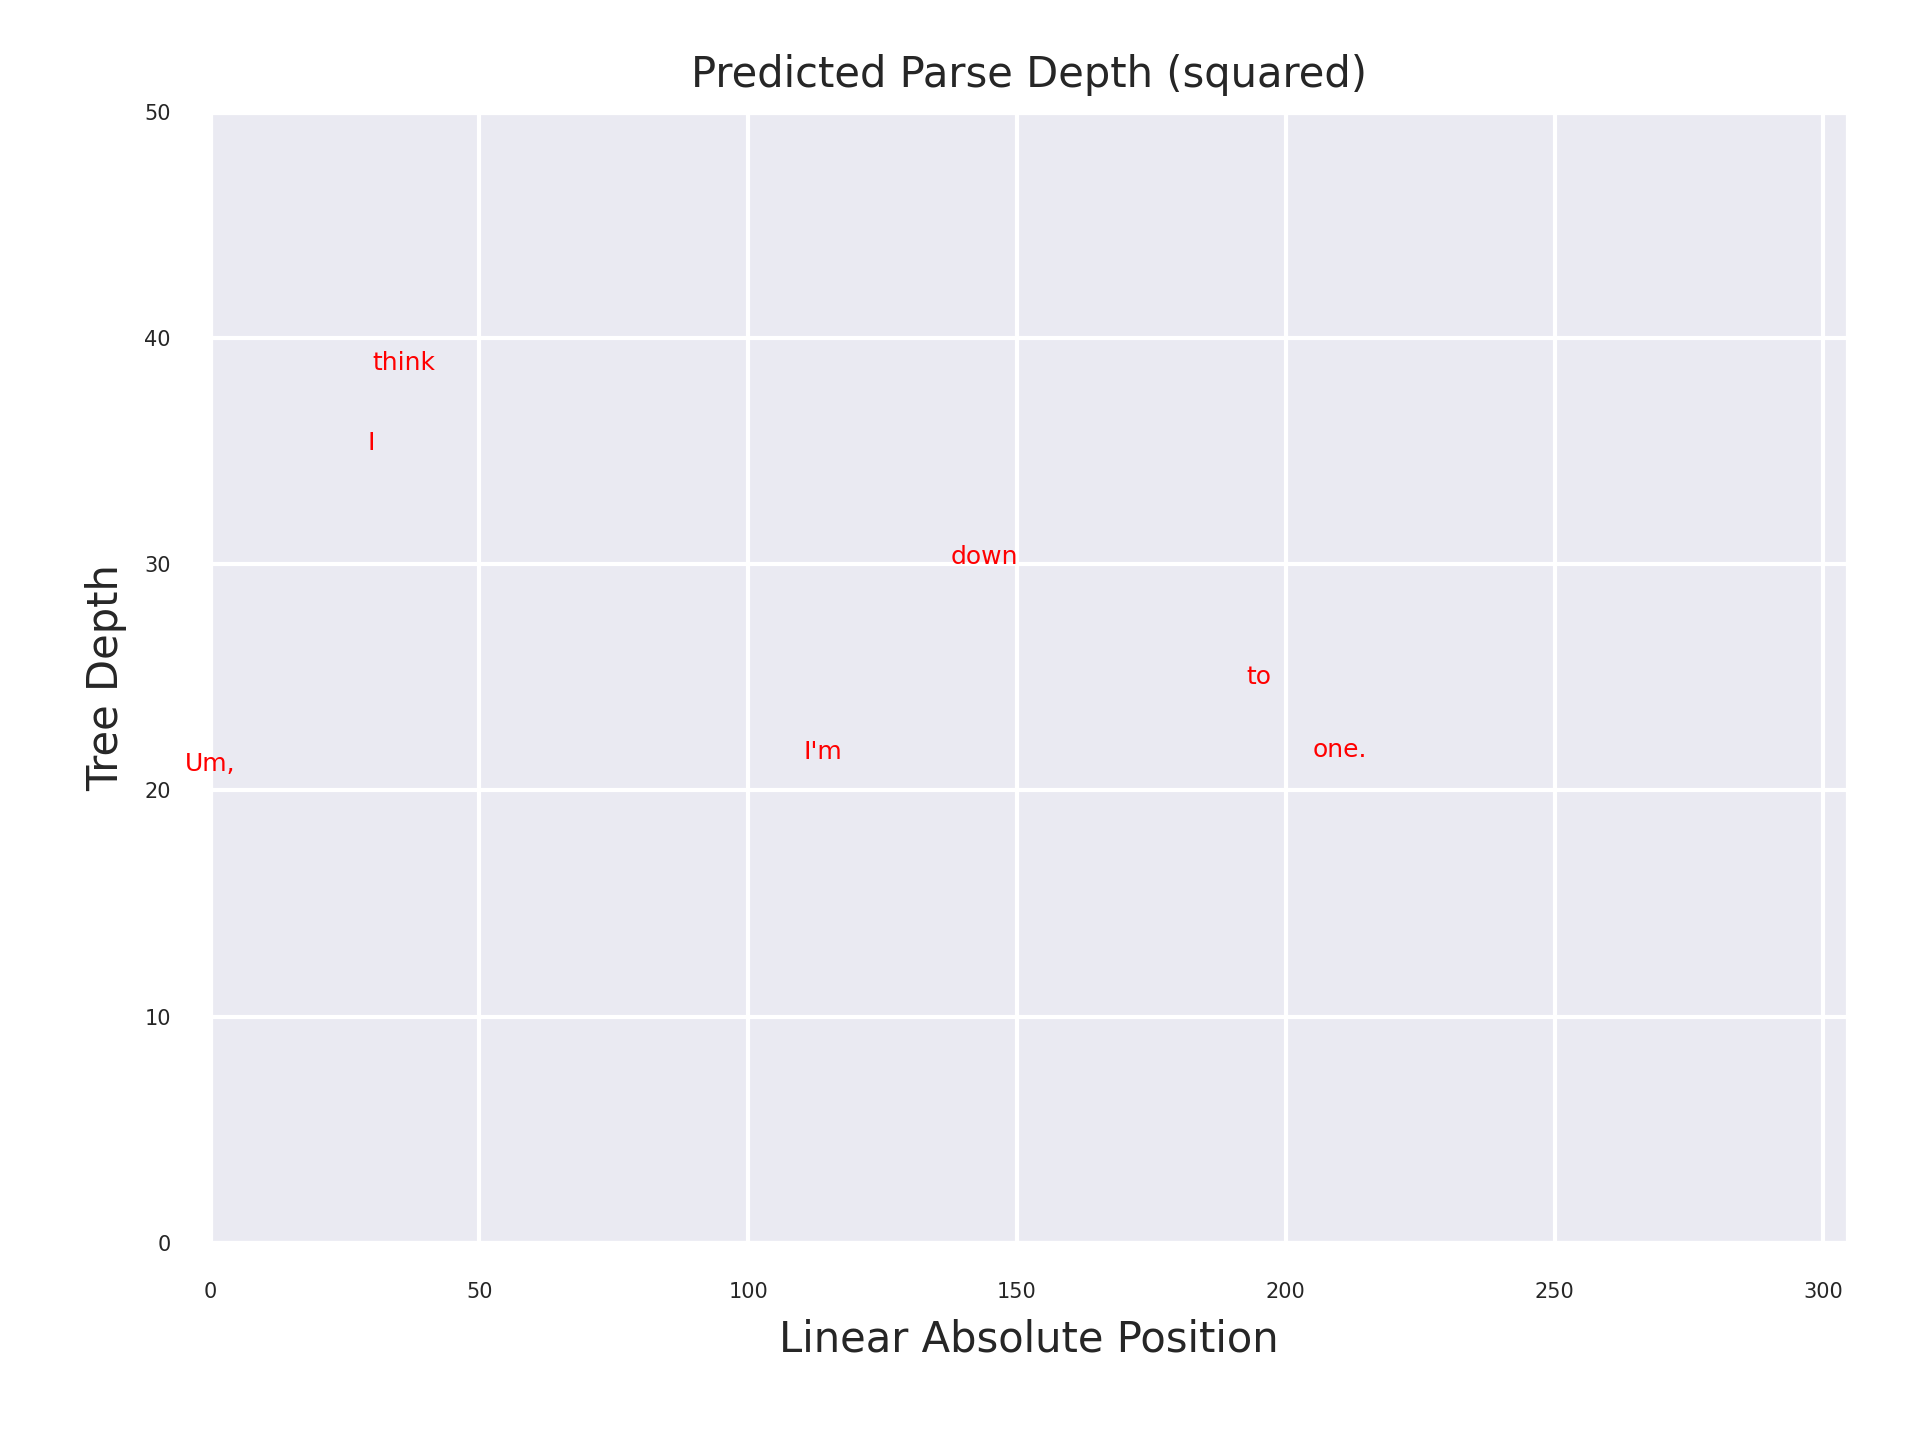 Predicted Parse Depth (squared)
50
40
30
20
10
0
Tree Depth
think
I
down
to
Um,
I'm
one.
0 50 100 150 200 250 300
Linear Absolute Position